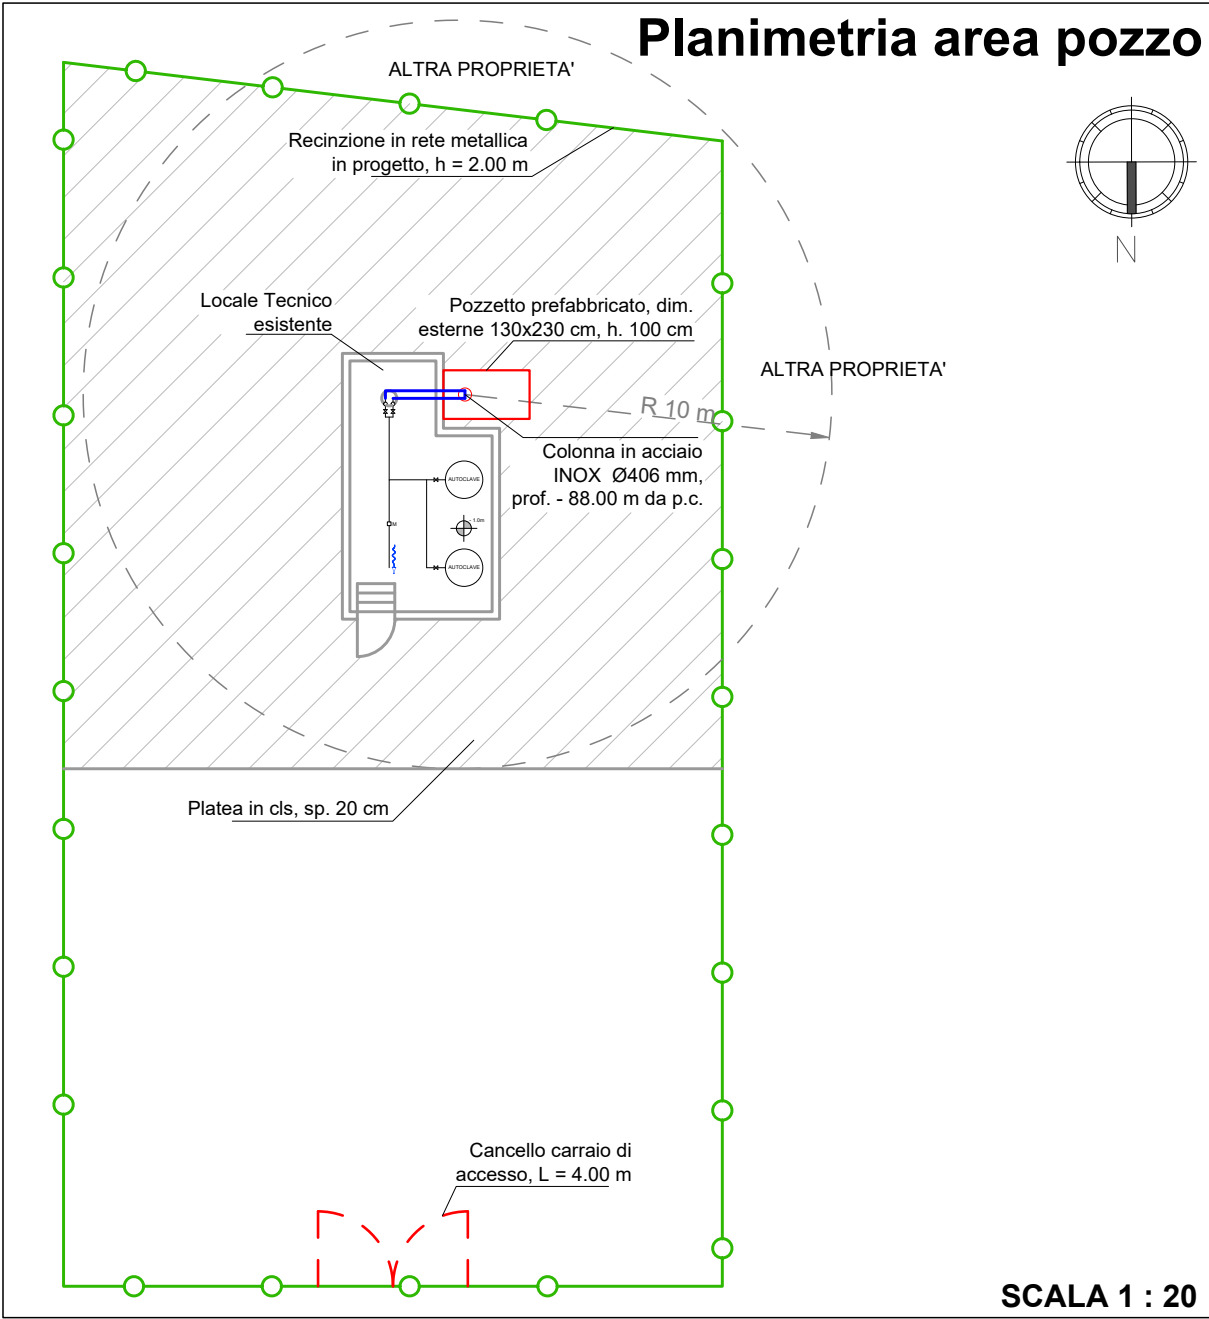 Planimetria area pozzo
ALTRA PROPRIETA'
Recinzione in rete metallica
in progetto, h = 2.00 m
N
Locale Tecnico
esistente
Pozzetto prefabbricato, dim.
esterne 130x230 cm, h. 100 cm
ALTRA PROPRIETA'
R 10 m
Colonna in acciaio
INOX Ø406 mm,
prof. - 88.00 m da p.c.
AUTOCLAVE
- 1.0m
M
AUTOCLAVE
Platea in cls, sp. 20 cm
Cancello carraio di
accesso, L = 4.00 m
SCALA 1 : 20